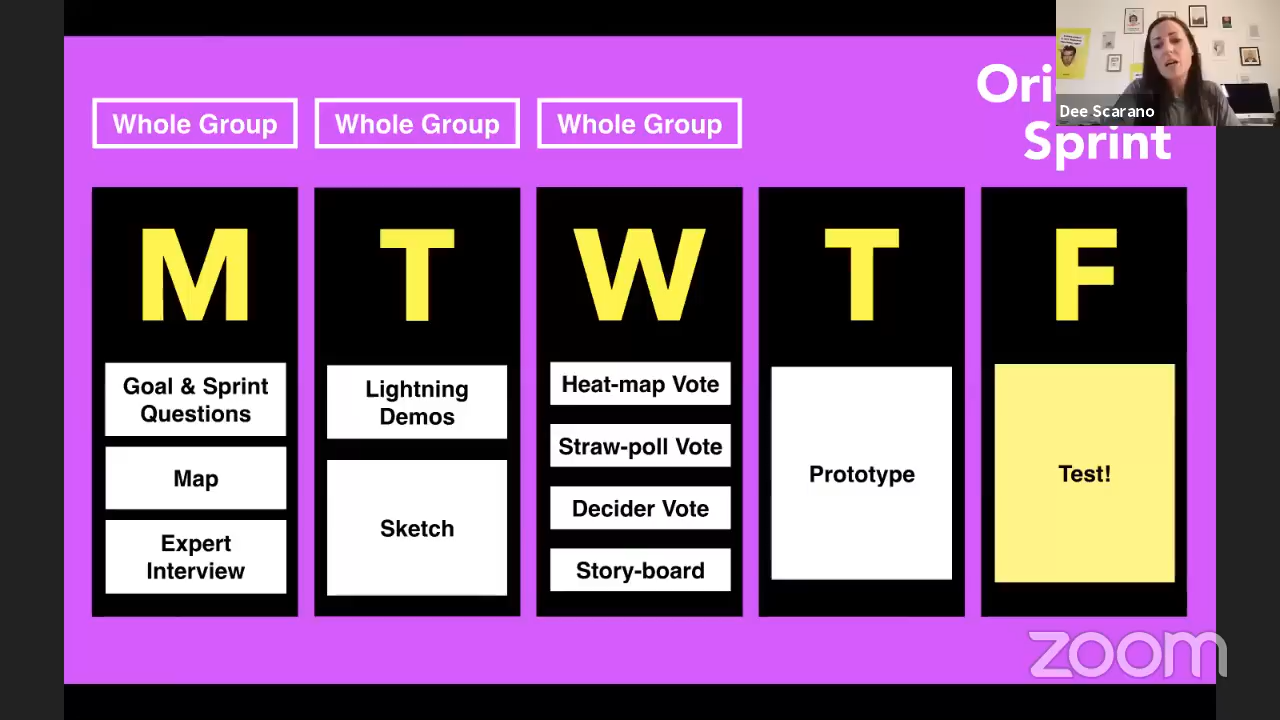 Whole Group
Whole Group
Whole Group
Ori
Sprint
Dee Scarano
M
T
W
T
F
Goal & Sprint
Questions
Map
Expert
Interview
Lightning
Demos
Sketch
Heat-map Vote
Straw-poll Vote
Decider Vote
Story-board
Prototype
Test!
zoom